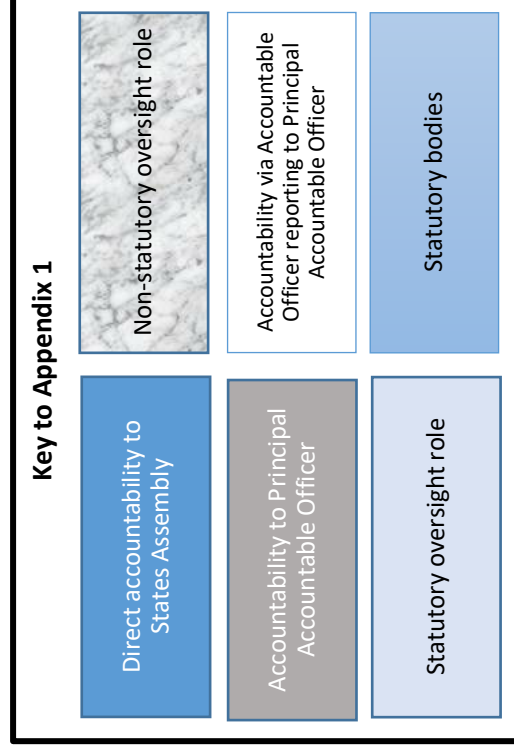 Key to Appendix 1
Direct accountability to
States Assembly
Non-statutory oversight role
Accountability to Principal
Accountable Officer
Accountability via Accountable
Officer reporting to Principal
Accountable Officer
Statutory oversight role
Statutory bodies